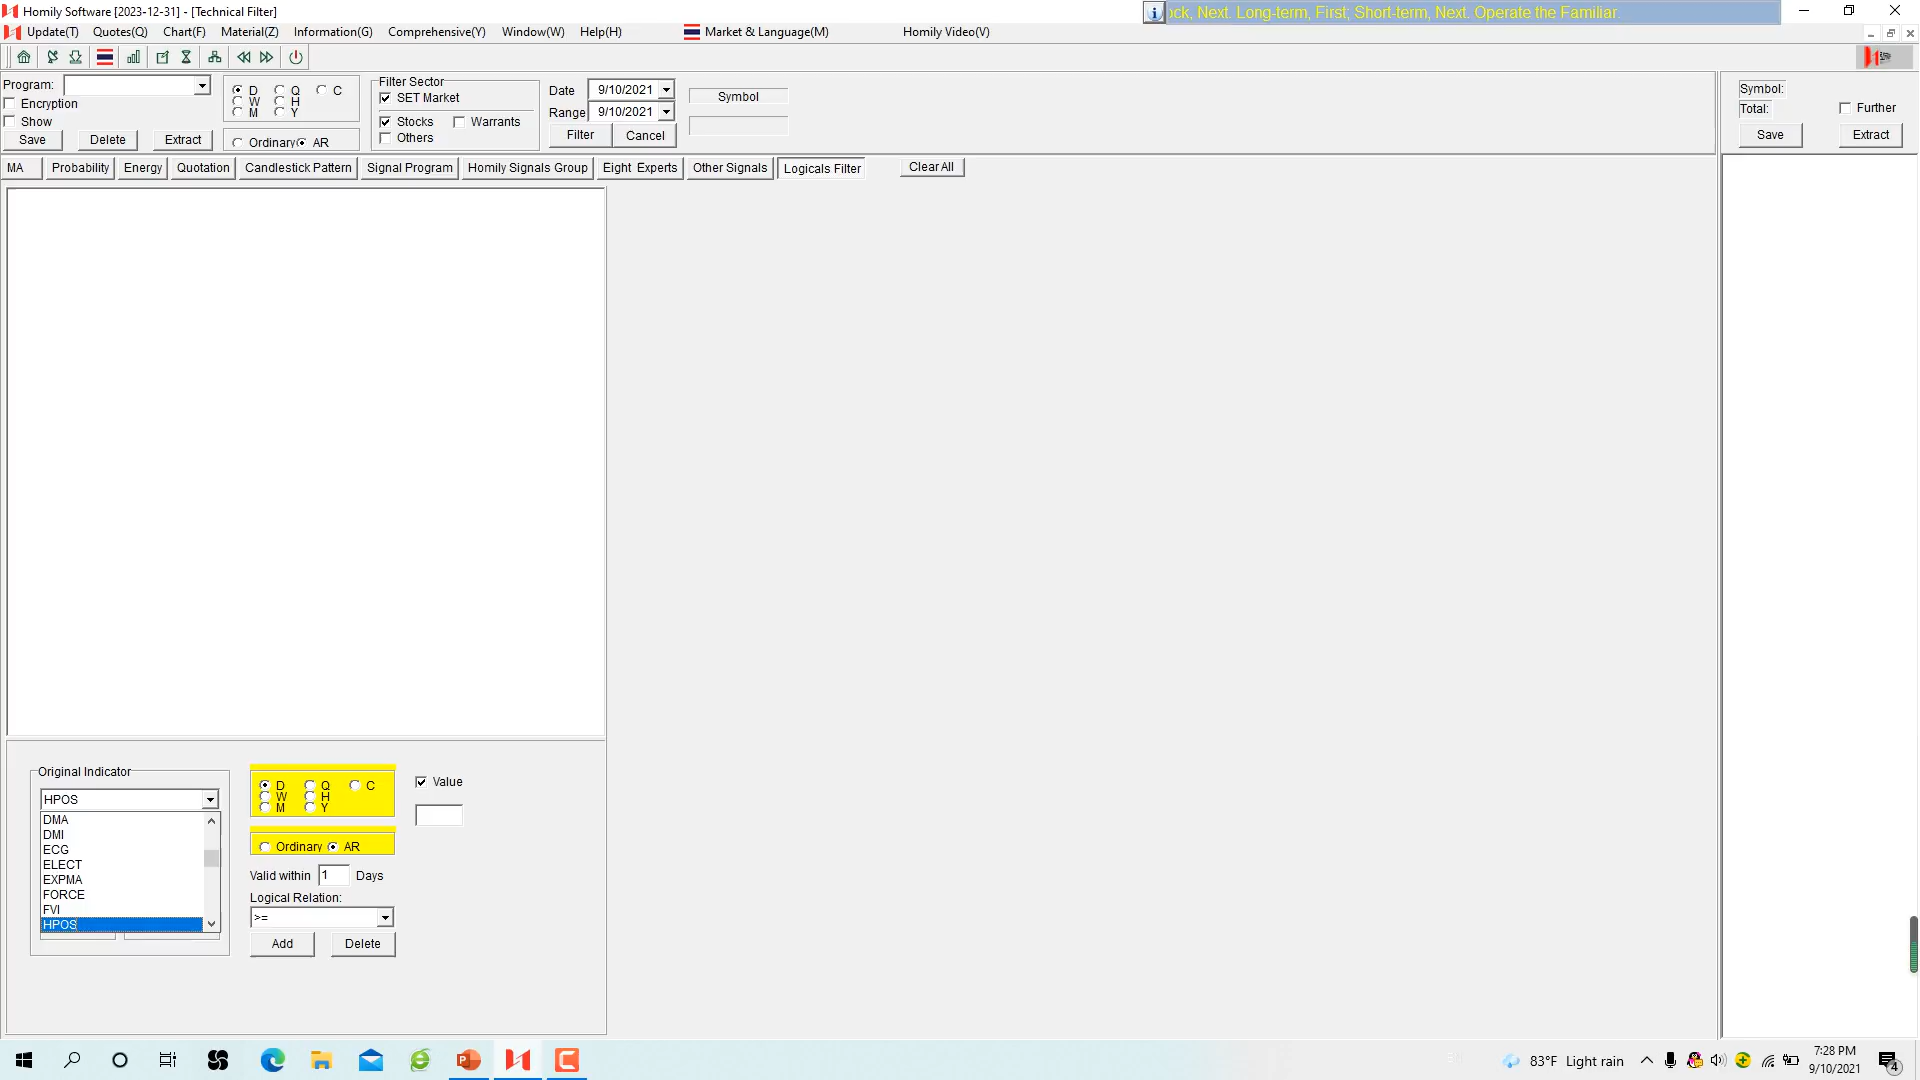 Homily Software [2023-12-31] - [Technical Filter]
ock, Next. Long-term, First; Short-term, Next. Operate the Familiar.
Update(T) Quotes(Q) Chart(F) Material(Z) Information(G) Comprehensive(Y) Window(W) Help(H) Market & Language(M) Homily Video(V)
Program:
Encryption
Show
Save Delete Extract
D Q C
W H
M Y
Ordinary AR
Filter Sector
SET Market
Stocks Warrants
Others
Date 9/10/2021
Range 9/10/2021
Filter Cancel
Symbol
Symbol:
Total: Further
Save Extract
MA Probability Energy Quotation Candlestick Pattern Signal Program Homily Signals Group Eight Experts Other Signals Logicals Filter Clear All
Original Indicator
HPOS
DMA
DMI
ECG
ELECT
EXPMA
FORCE
FVI
HPOS
D Q C
W H
M Y
Ordinary AR
Valid within 1 Days
Logical Relation:
>=
Add Delete
Value
83°F Light rain
7:28 PM
9/10/2021
4